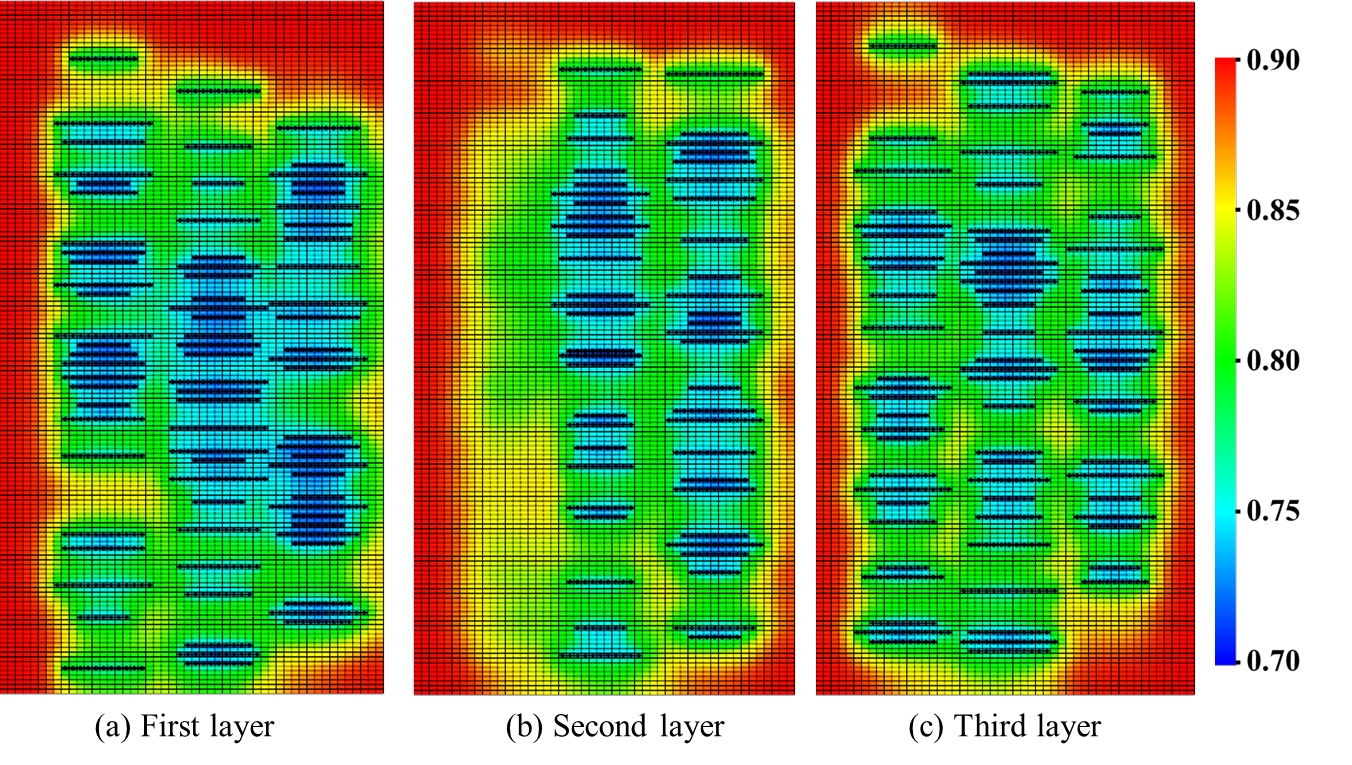 0.90
0.85
0.80
0.75
0.70
(a) First layer
(b) Second layer
(c) Third layer